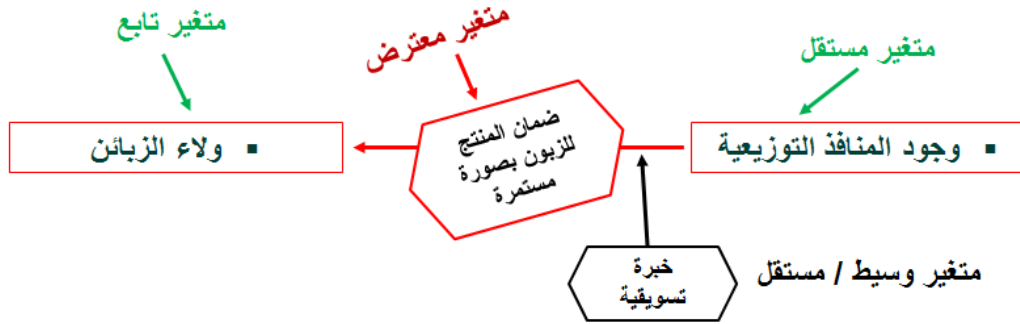 متغير تابع
متغير معترض
متغير مستقل
▪ وجود المنافذ التوزيعية
ضمان المنتج
للزبون بصورة
مستمرة
▪ ولاء الزبائن
خبرة
تسويقية
متغير وسيط / مستقل